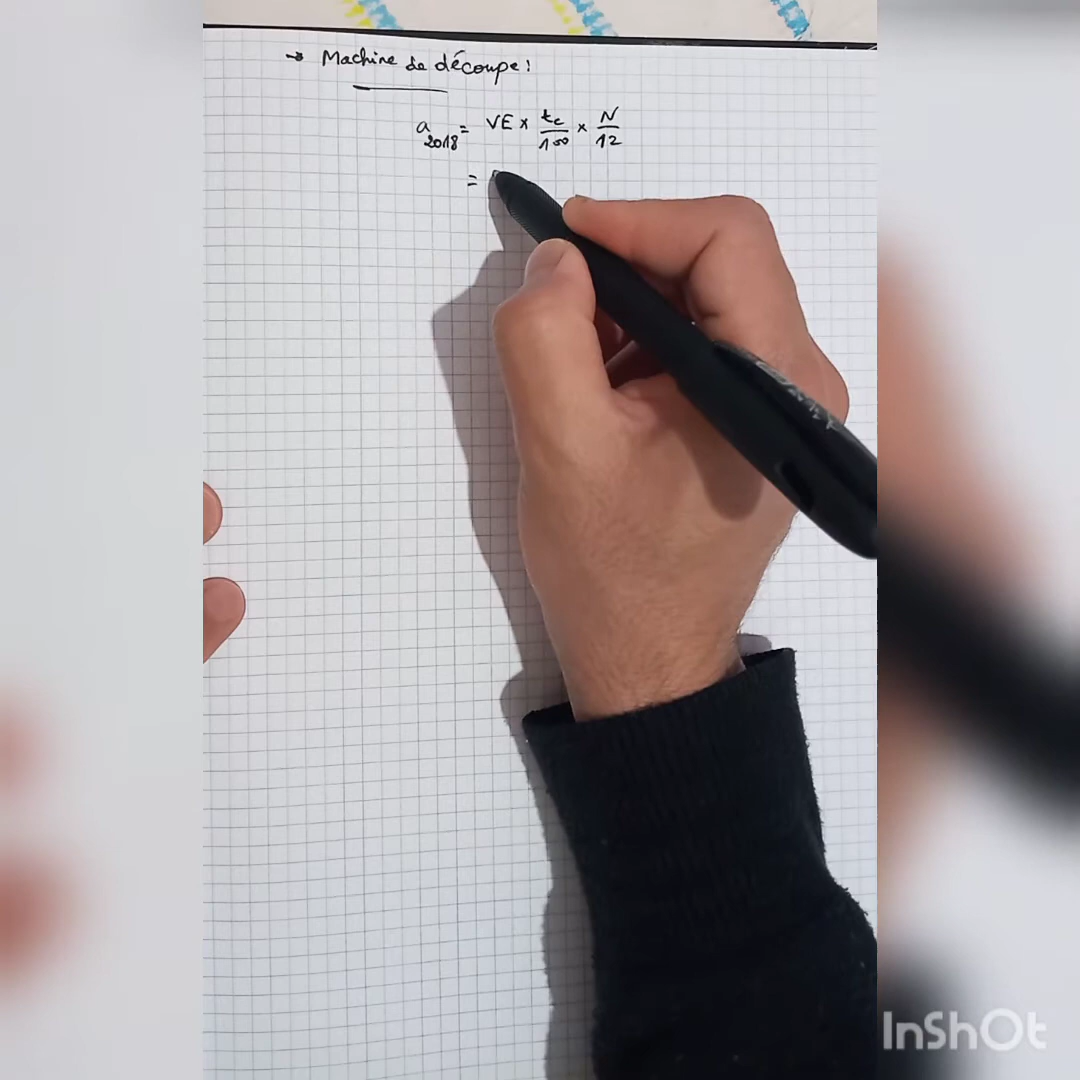 → Machine de découpe :
a2018 = VE × tc/100 × N/12
=
InShOt